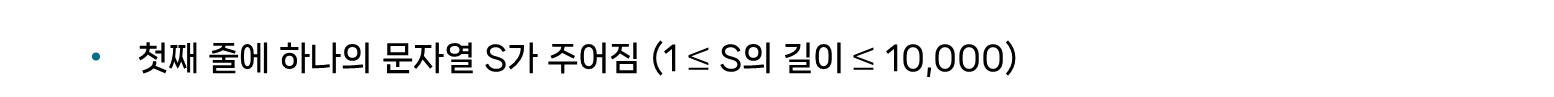 • 첫째 줄에 하나의 문자열 S가 주어짐 (1 ≤ S의 길이 ≤ 10,000)